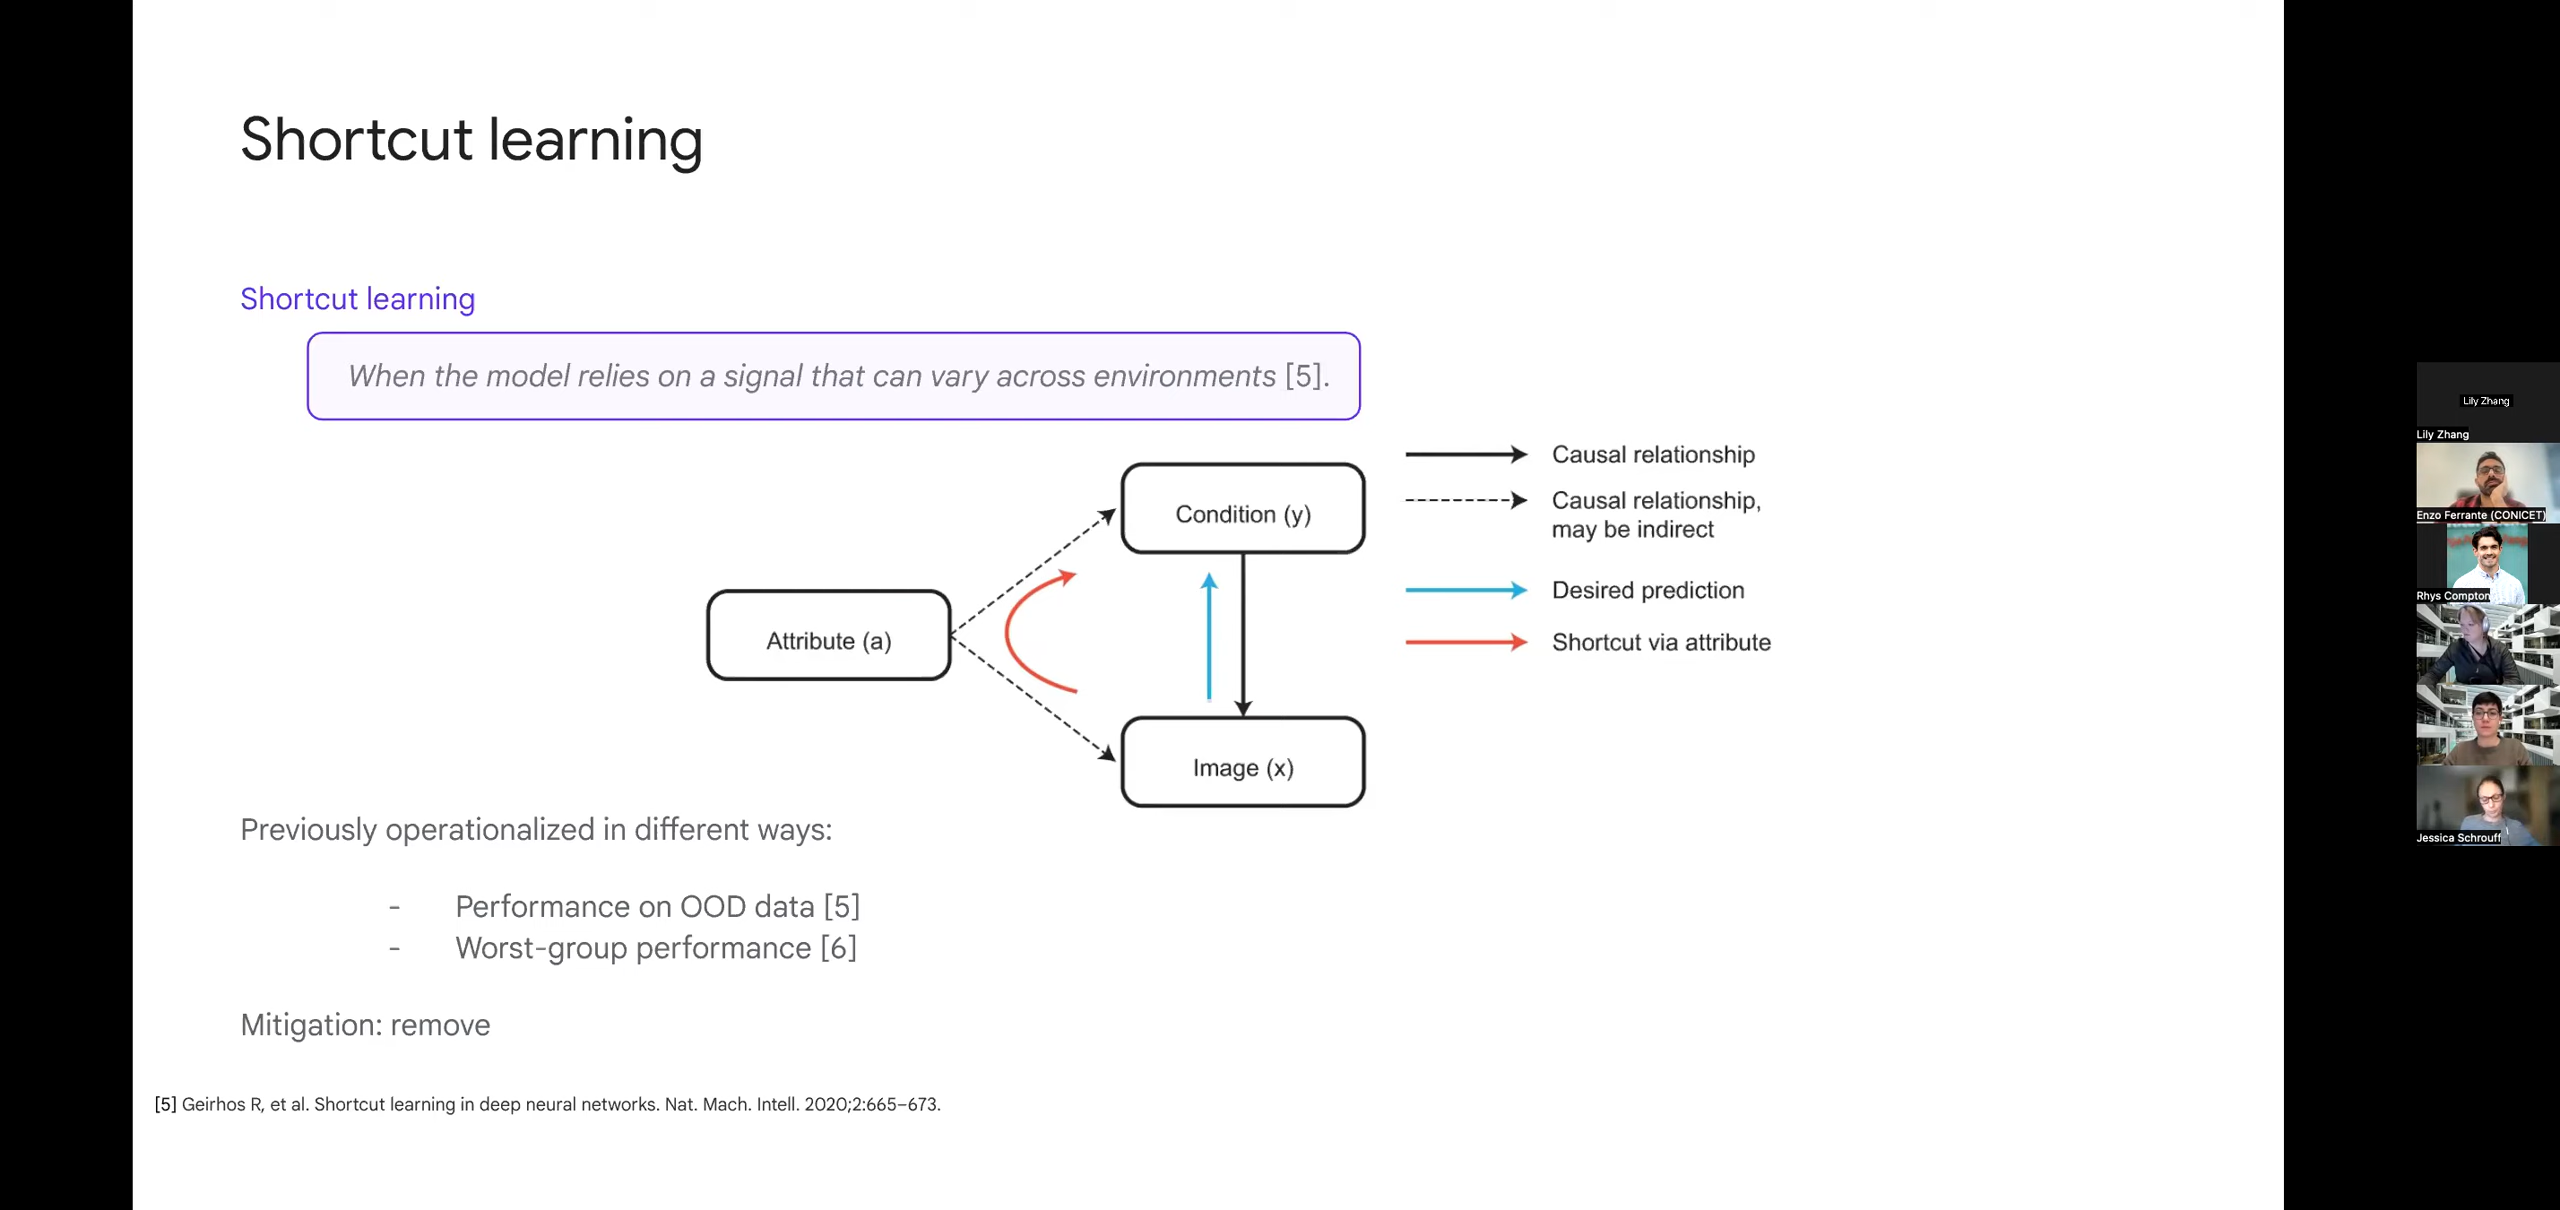 Shortcut learning
Shortcut learning
When the model relies on a signal that can vary across environments [5].
Causal relationship
Causal relationship,
may be indirect
Desired prediction
Shortcut via attribute
Condition (y)
Attribute (a)
Image (x)
Previously operationalized in different ways:
- Performance on OOD data [5]
- Worst-group performance [6]
Mitigation: remove
[5] Geirhos R, et al. Shortcut learning in deep neural networks. Nat. Mach. Intell. 2020;2:665–673.
Lily Zhang
Lily Zhang
Enzo Ferrante (CONICET)
Rhys Compton
Jessica Schrouff